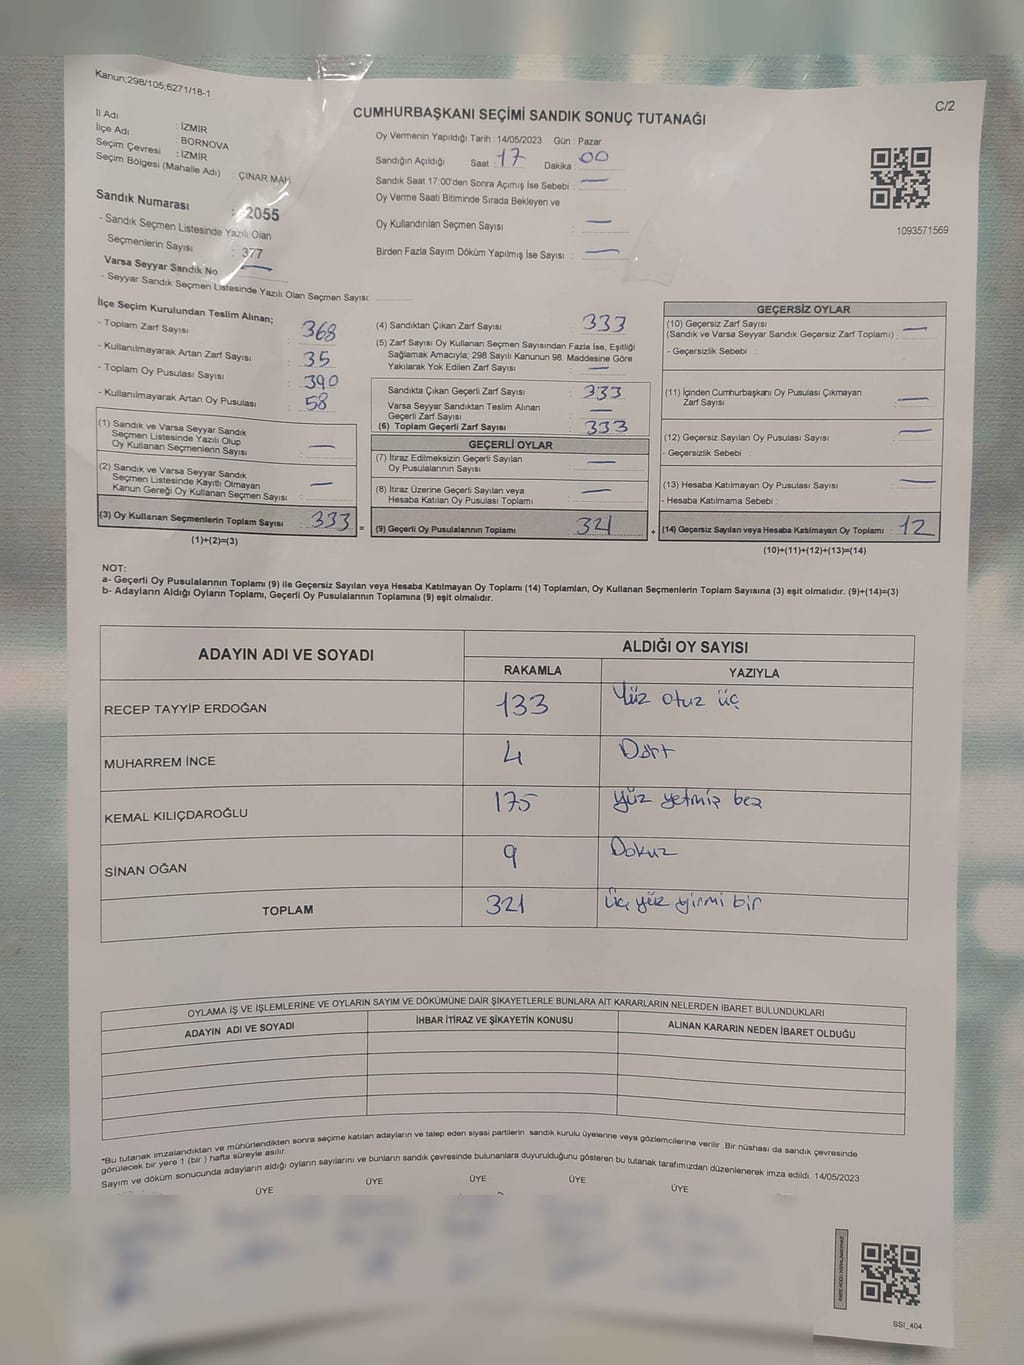 Kanun;298/105;6271/18-1
C/2
CUMHURBAŞKANI SEÇİMİ SANDIK SONUÇ TUTANAĞI
İl Adı : İZMİR
İlçe Adı : BORNOVA
Seçim Çevresi : İZMİR
Seçim Bölgesi (Mahalle Adı) : ÇINAR MAH.
Oy Vermenin Yapıldığı Tarih : 14/05/2023 Gün : Pazar
Sandığın Açıldığı Saat 17 Dakika 00
Sandık Saat 17:00'den Sonra Açımış İse Sebebi : —
Oy Verme Saati Bitiminde Sırada Bekleyen ve
Oy Kullandırılan Seçmen Sayısı : —
Birden Fazla Sayım Döküm Yapılmış İse Sayısı : —
1093571569
Sandık Numarası : 2055
- Sandık Seçmen Listesinde Yazılı Olan
Seçmenlerin Sayısı : 377
Varsa Seyyar Sandık No —
- Seyyar Sandık Seçmen Listesinde Yazılı Olan Seçmen Sayısı:
İlçe Seçim Kurulundan Teslim Alınan;
- Toplam Zarf Sayısı : 368
- Kullanılmayarak Artan Zarf Sayısı : 35
- Toplam Oy Pusulası Sayısı : 390
- Kullanılmayarak Artan Oy Pusulası : 58
(1) Sandık ve Varsa Seyyar Sandık
Seçmen Listesinde Yazılı Olup
Oy Kullanan Seçmenlerin Sayısı : —
(2) Sandık ve Varsa Seyyar Sandık
Seçmen Listesinde Kayıtlı Olmayan
Kanun Gereği Oy Kullanan Seçmen Sayısı : —
(3) Oy Kullanan Seçmenlerin Toplam Sayısı : 333 =
(1)+(2)=(3)
(4) Sandıktan Çıkan Zarf Sayısı : 333
(5) Zarf Sayısı Oy Kullanan Seçmen Sayısından Fazla İse, Eşitliği
Sağlamak Amacıyla; 298 Sayılı Kanunun 98. Maddesine Göre
Yakılarak Yok Edilen Zarf Sayısı : —
Sandıkta Çıkan Geçerli Zarf Sayısı : 333
Varsa Seyyar Sandıktan Teslim Alınan
Geçerli Zarf Sayısı : —
(6) Toplam Geçerli Zarf Sayısı : 333
GEÇERLİ OYLAR
(7) İtiraz Edilmeksizin Geçerli Sayılan
Oy Pusulalarının Sayısı : —
(8) İtiraz Üzerine Geçerli Sayılan veya
Hesaba Katılan Oy Pusulası Toplamı : —
(9) Geçerli Oy Pusulalarının Toplamı : 321 +
GEÇERSİZ OYLAR
(10) Geçersiz Zarf Sayısı
(Sandık ve Varsa Seyyar Sandık Geçersiz Zarf Toplamı) : —
- Geçersizlik Sebebi :
(11) İçinden Cumhurbaşkanı Oy Pusulası Çıkmayan
Zarf Sayısı : —
(12) Geçersiz Sayılan Oy Pusulası Sayısı : —
- Geçersizlik Sebebi :
(13) Hesaba Katılmayan Oy Pusulası Sayısı : —
- Hesaba Katılmama Sebebi :
(14) Geçersiz Sayılan veya Hesaba Katılmayan Oy Toplamı : 12
(10)+(11)+(12)+(13)=(14)
NOT:
a- Geçerli Oy Pusulalarının Toplamı (9) ile Geçersiz Sayılan veya Hesaba Katılmayan Oy Toplamı (14) Toplamları, Oy Kullanan Seçmenlerin Toplam Sayısına (3) eşit olmalıdır. (9)+(14)=(3)
b- Adayların Aldığı Oyların Toplamı, Geçerli Oy Pusulalarının Toplamına (9) eşit olmalıdır.
ADAYIN ADI VE SOYADI ALDIĞI OY SAYISI
RAKAMLA YAZIYLA
RECEP TAYYİP ERDOĞAN 133 Yüz otuz üç
MUHARREM İNCE 4 Dört
KEMAL KILIÇDAROĞLU 175 yüz yetmiş beş
SİNAN OĞAN 9 Dokuz
TOPLAM 321 üç yüz yirmi bir
OYLAMA İŞ VE İŞLEMLERİNE VE OYLARIN SAYIM VE DÖKÜMÜNE DAİR ŞİKAYETLERLE BUNLARA AİT KARARLARIN NELERDEN İBARET BULUNDUKLARI
ADAYIN ADI VE SOYADI İHBAR İTİRAZ VE ŞİKAYETİN KONUSU ALINAN KARARIN NEDEN İBARET OLDUĞU
"Bu tutanak imzalandıktan ve mühürlendikten sonra seçime katılan adayların ve talep eden siyasi partilerin sandık kurulu üyelerine veya gözlemcilerine verilir. Bir nüshası da sandık çevresinde
görülecek bir yere 1 (bir ) hafta süreyle asılır.
Sayım ve döküm sonucunda adayların aldığı oyların sayılarını ve bunların sandık çevresinde bulunanlara duyurulduğunu gösteren bu tutanak tarafımızdan düzenlenerek imza edildi. 14/05/2023
ÜYE ÜYE ÜYE ÜYE ÜYE
SSI_404